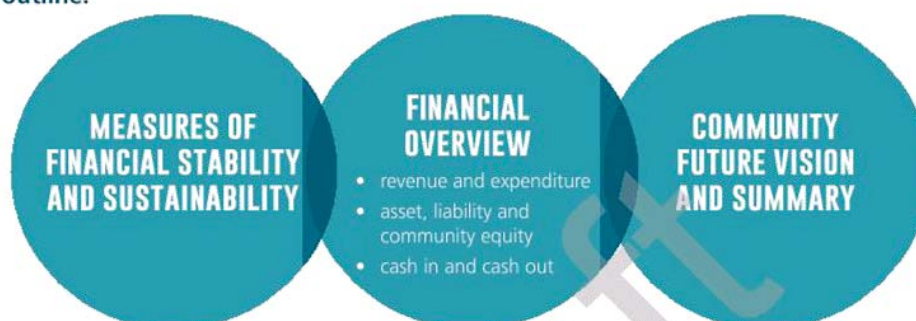 outline:
MEASURES OF
FINANCIAL STABILITY
AND SUSTAINABILITY
FINANCIAL
OVERVIEW
• revenue and expenditure
• asset, liability and
community equity
• cash in and cash out
COMMUNITY
FUTURE VISION
AND SUMMARY